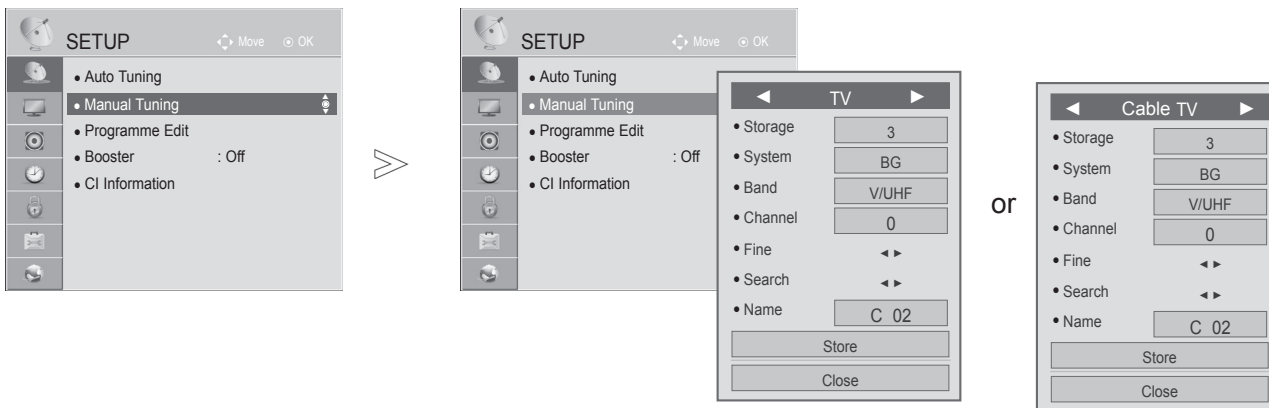 SETUP
Move OK
• Auto Tuning
• Manual Tuning
• Programme Edit
• Booster : Off
• CI Information
SETUP
Move OK
• Auto Tuning
• Manual Tuning
• Programme Edit
• Booster : Off
• CI Information
◄ TV ►
• Storage 3
• System BG
• Band V/UHF
• Channel 0
• Fine ◄ ►
• Search ◄ ►
• Name C 02
Store
Close
or
◄ Cable TV ►
• Storage 3
• System BG
• Band V/UHF
• Channel 0
• Fine ◄ ►
• Search ◄ ►
• Name C 02
Store
Close